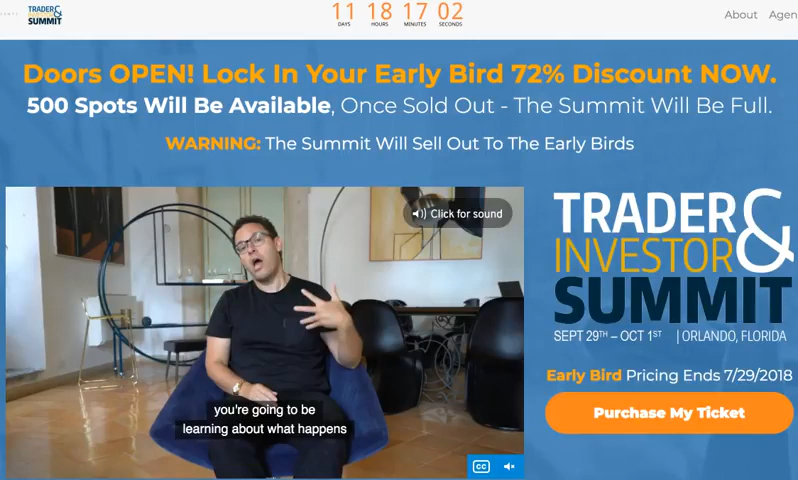 TRADER&
INVESTOR
SUMMIT
11 18 17 02
DAYS HOURS MINUTES SECONDS
About Agen
Doors OPEN! Lock In Your Early Bird 72% Discount NOW.
500 Spots Will Be Available, Once Sold Out - The Summit Will Be Full.
WARNING: The Summit Will Sell Out To The Early Birds
Click for sound
you're going to be
learning about what happens
CC
TRADER&
INVESTOR
SUMMIT
SEPT 29TH – OCT 1ST | ORLANDO, FLORIDA
Early Bird Pricing Ends 7/29/2018
Purchase My Ticket